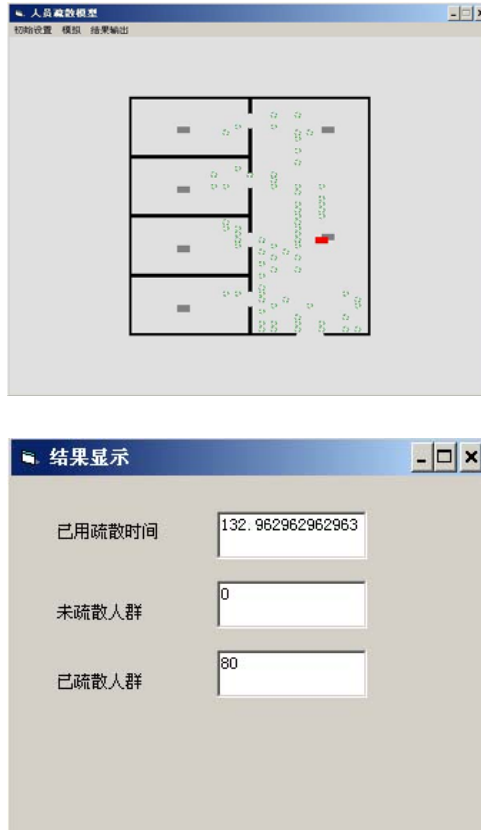 人员疏散模型
初始设置 模拟 结果输出
结果显示
已用疏散时间 132.962962962963
未疏散人群 0
已疏散人群 80